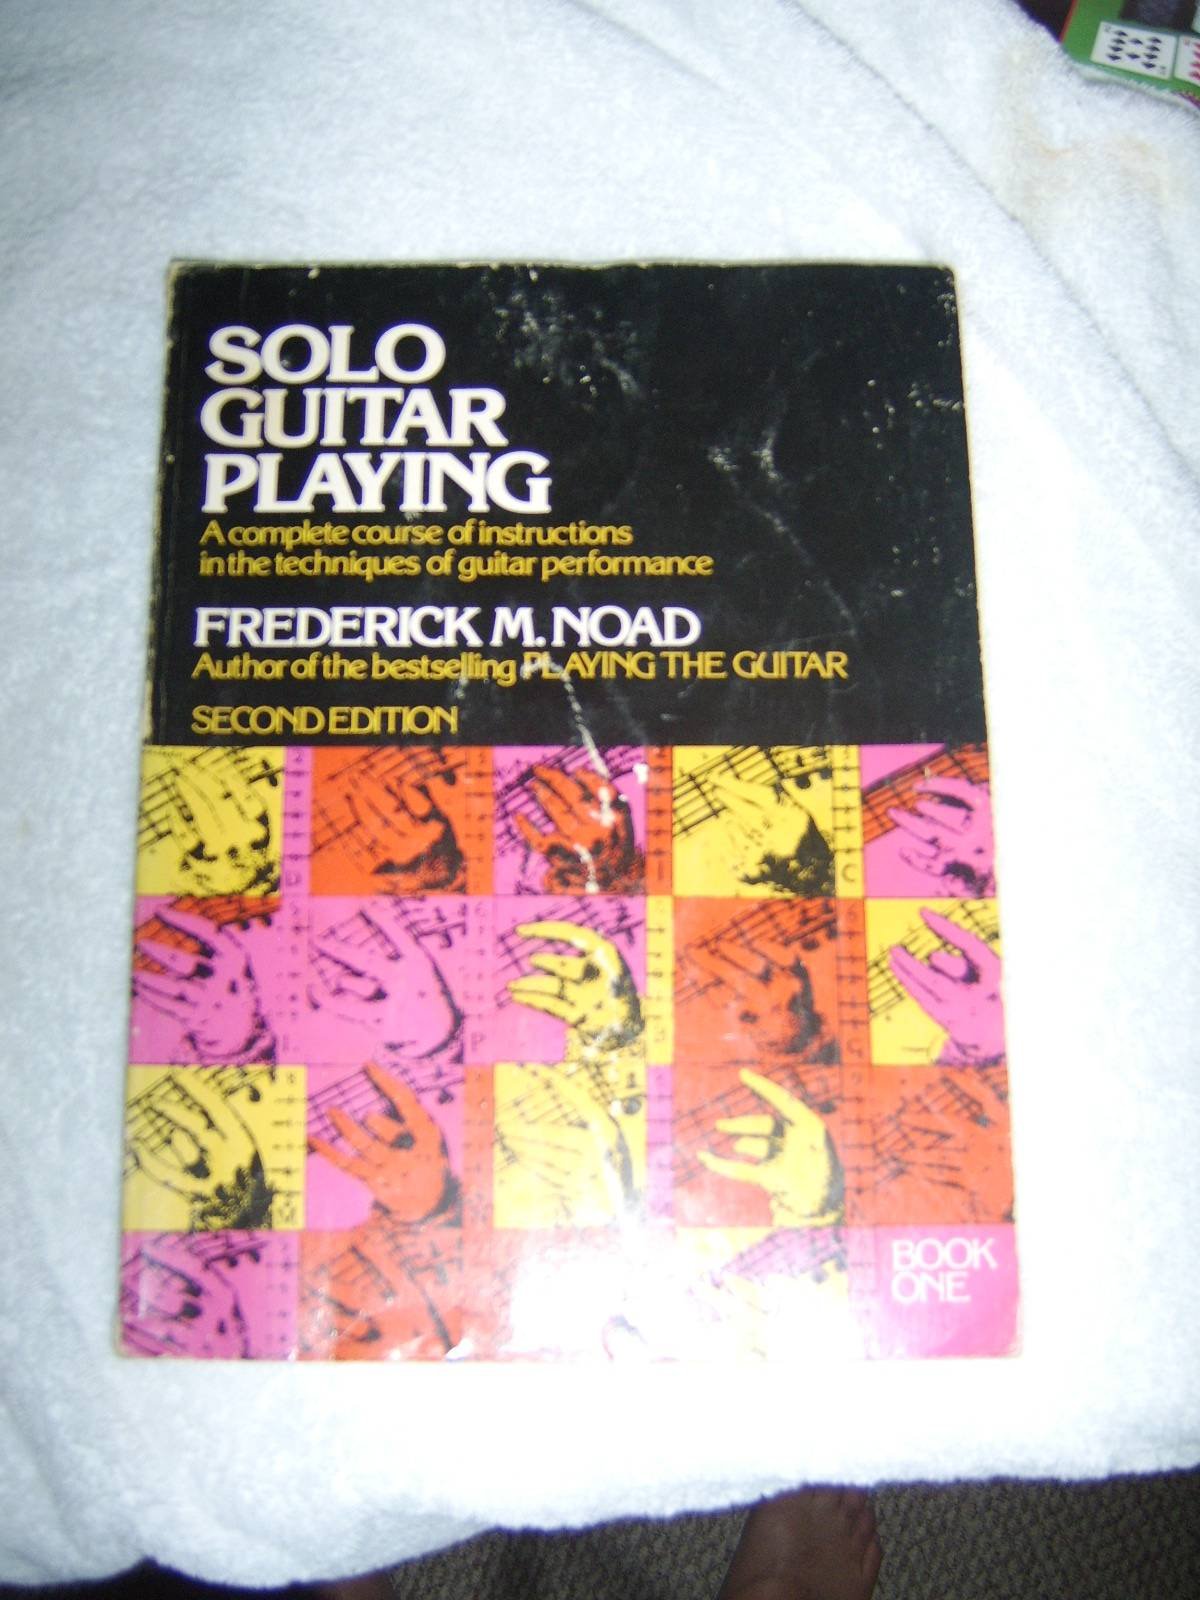 SOLO
GUITAR
PLAYING
A complete course of instructions
in the techniques of guitar performance
FREDERICK M. NOAD
Author of the bestselling PLAYING THE GUITAR
SECOND EDITION
BOOK
ONE